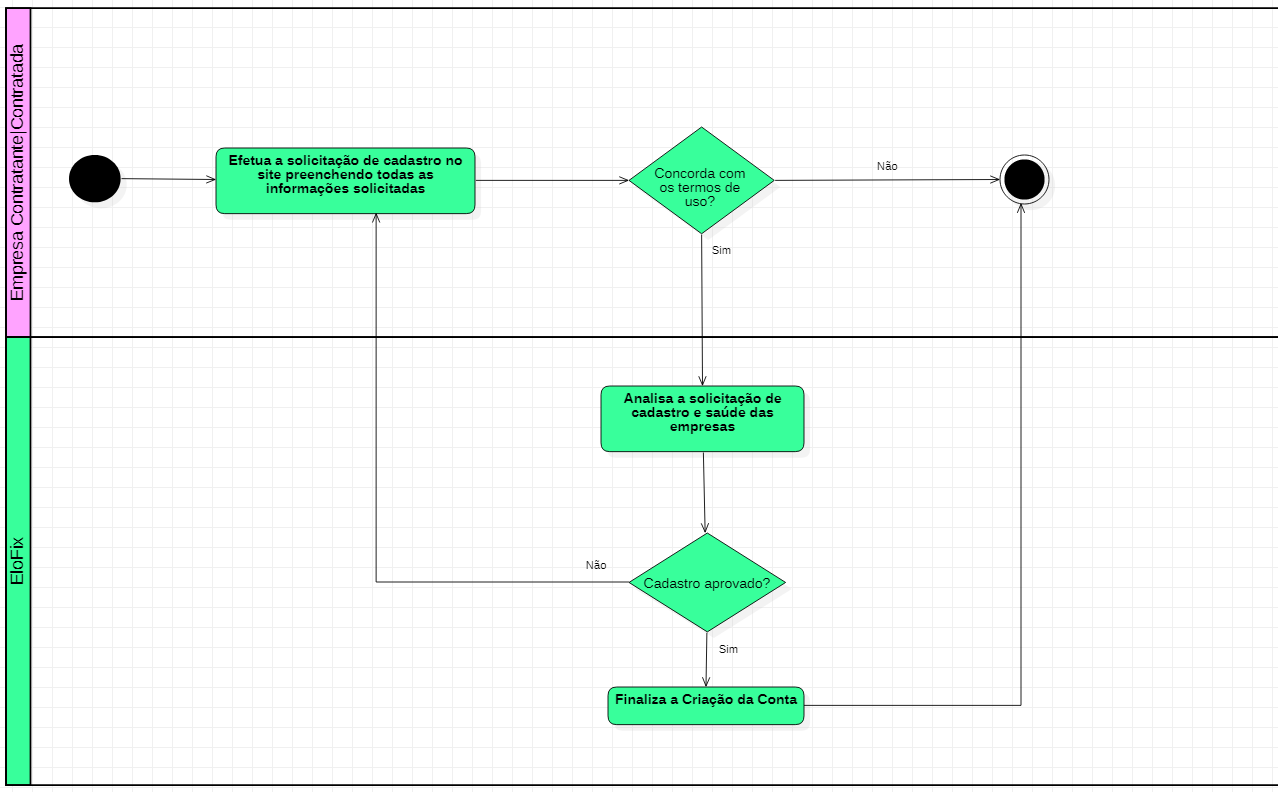 Empresa Contratante|Contratada
Efetua a solicitação de cadastro no
site preenchendo todas as
informações solicitadas
Concorda com
os termos de
uso?
Não
Sim
EloFix
Analisa a solicitação de
cadastro e saúde das
empresas
Não
Cadastro aprovado?
Sim
Finaliza a Criação da Conta